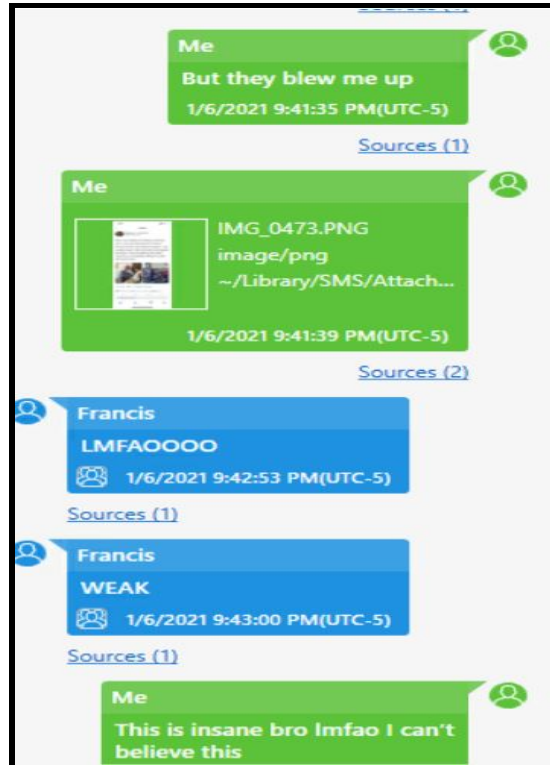 Me
But they blew me up
1/6/2021 9:41:35 PM(UTC-5)
Sources (1)
Me
IMG_0473.PNG
image/png
~/Library/SMS/Attach...
1/6/2021 9:41:39 PM(UTC-5)
Sources (2)
Francis
LMFAOOOO
1/6/2021 9:42:53 PM(UTC-5)
Sources (1)
Francis
WEAK
1/6/2021 9:43:00 PM(UTC-5)
Sources (1)
Me
This is insane bro lmfao I can't
believe this